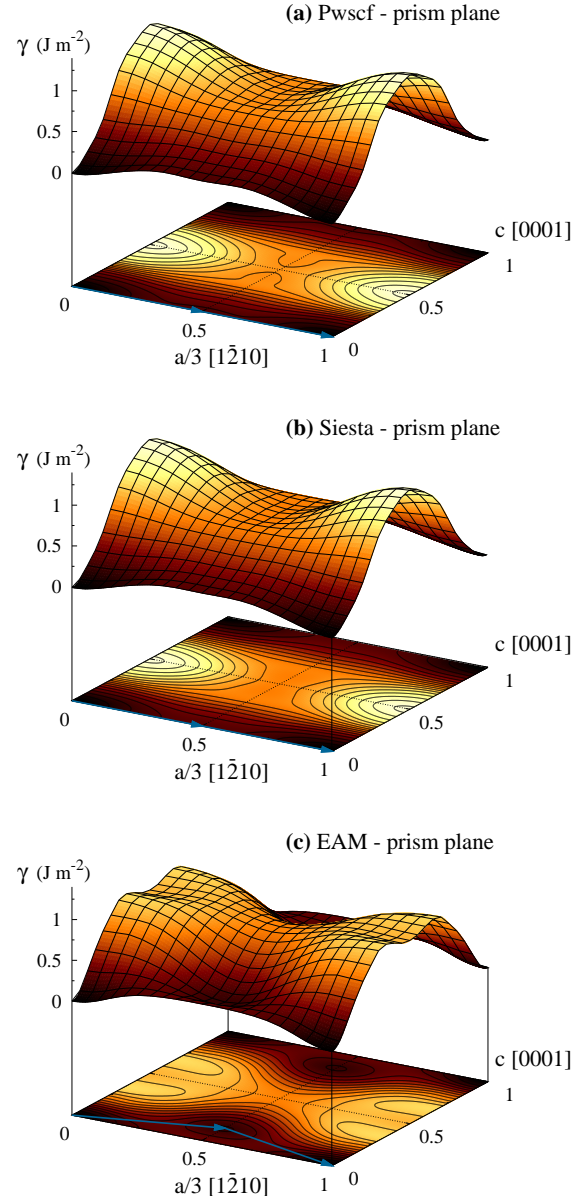 (a) Pwscf - prism plane
γ (J m⁻²)
1
0.5
0
c [0001]
1
0.5
0
0
0.5
1
a/3 [12̄10]
(b) Siesta - prism plane
γ (J m⁻²)
1
0.5
0
c [0001]
1
0.5
0
0
0.5
1
a/3 [12̄10]
(c) EAM - prism plane
γ (J m⁻²)
1
0.5
0
c [0001]
1
0.5
0
0
0.5
1
a/3 [12̄10]